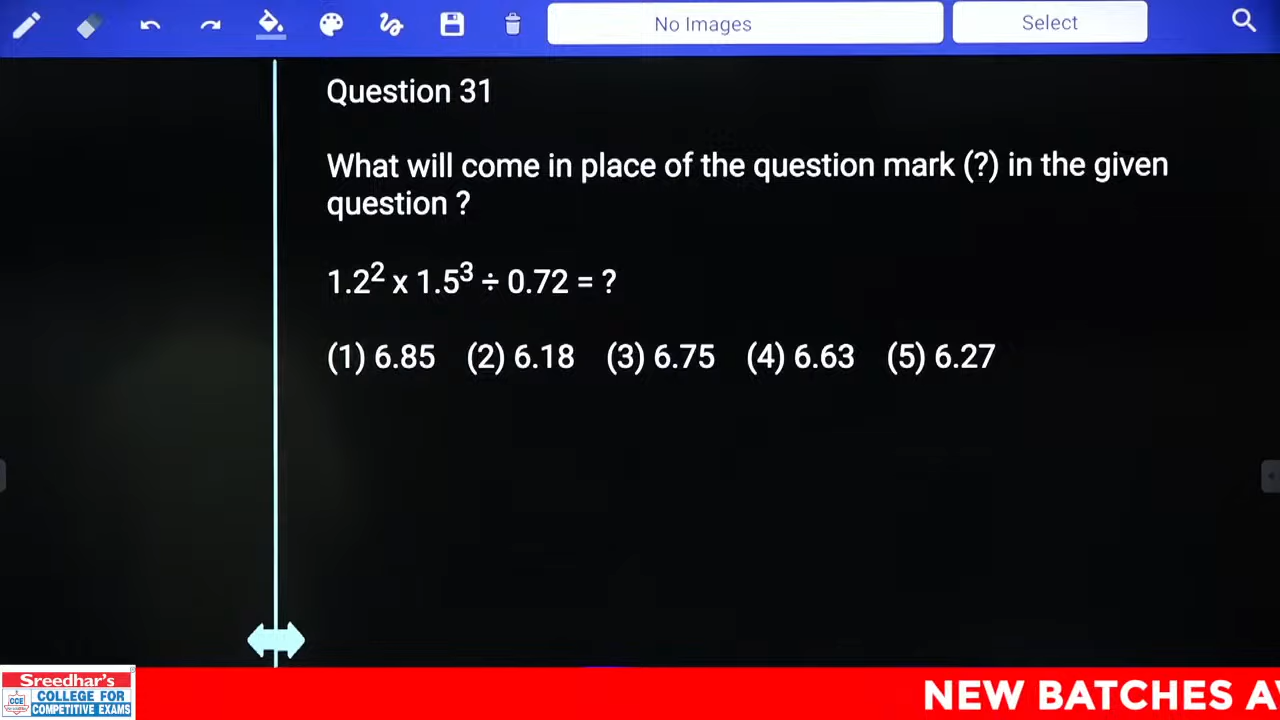 No Images
Select
Question 31
What will come in place of the question mark (?) in the given
question ?
1.2² x 1.5³ ÷ 0.72 = ?
(1) 6.85 (2) 6.18 (3) 6.75 (4) 6.63 (5) 6.27
Sreedhar's
CCE
COLLEGE FOR
COMPETITIVE EXAMS
NEW BATCHES AV